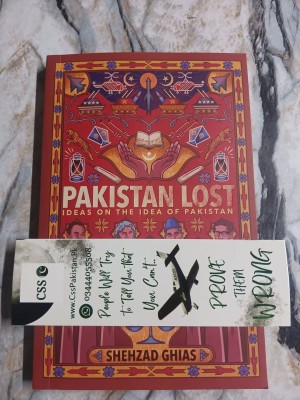 PAKISTAN LOST
IDEAS ON THE IDEA OF PAKISTAN
CSS
www.CssPakistan.Pk
03444055508
People Will Try
to Tell You that
You Can't...
PROVE
THEM
WRONG
SHEHZAD GHIAS